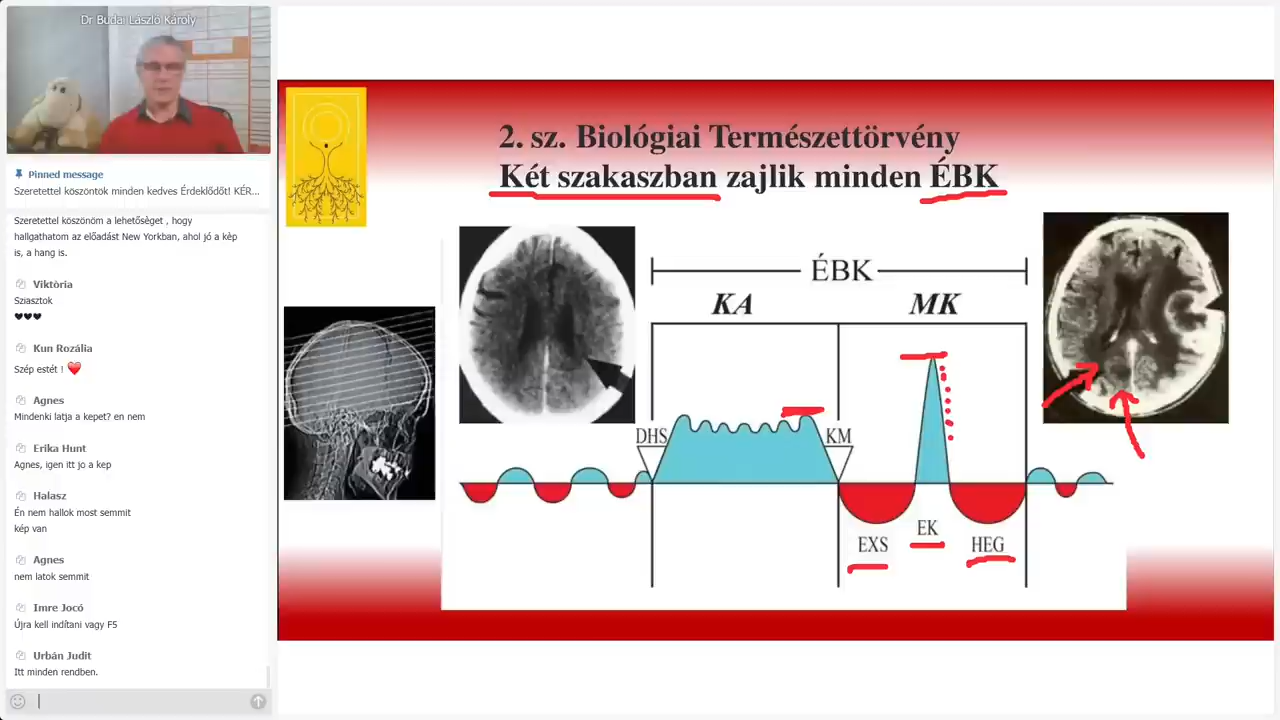 Dr Budai László Károly
Pinned message
Szeretettel köszöntök minden kedves Érdeklődőt! KÉR...
Szeretettel köszönöm a lehetősèget , hogy
hallgathatom az előadást New Yorkban, ahol jó a kèp
is, a hang is.
Viktòria
Sziasztok
Kun Rozália
Szép estét !
Agnes
Mindenki latja a kepet? en nem
Erika Hunt
Agnes, igen itt jo a kep
Halasz
Én nem hallok most semmit
kép van
Agnes
nem latok semmit
Imre Jocó
Újra kell indítani vagy F5
Urbán Judit
Itt minden rendben.
2. sz. Biológiai Természettörvény
Két szakaszban zajlik minden ÉBK
ÉBK
KA
MK
DHS
KM
EXS
EK
HEG